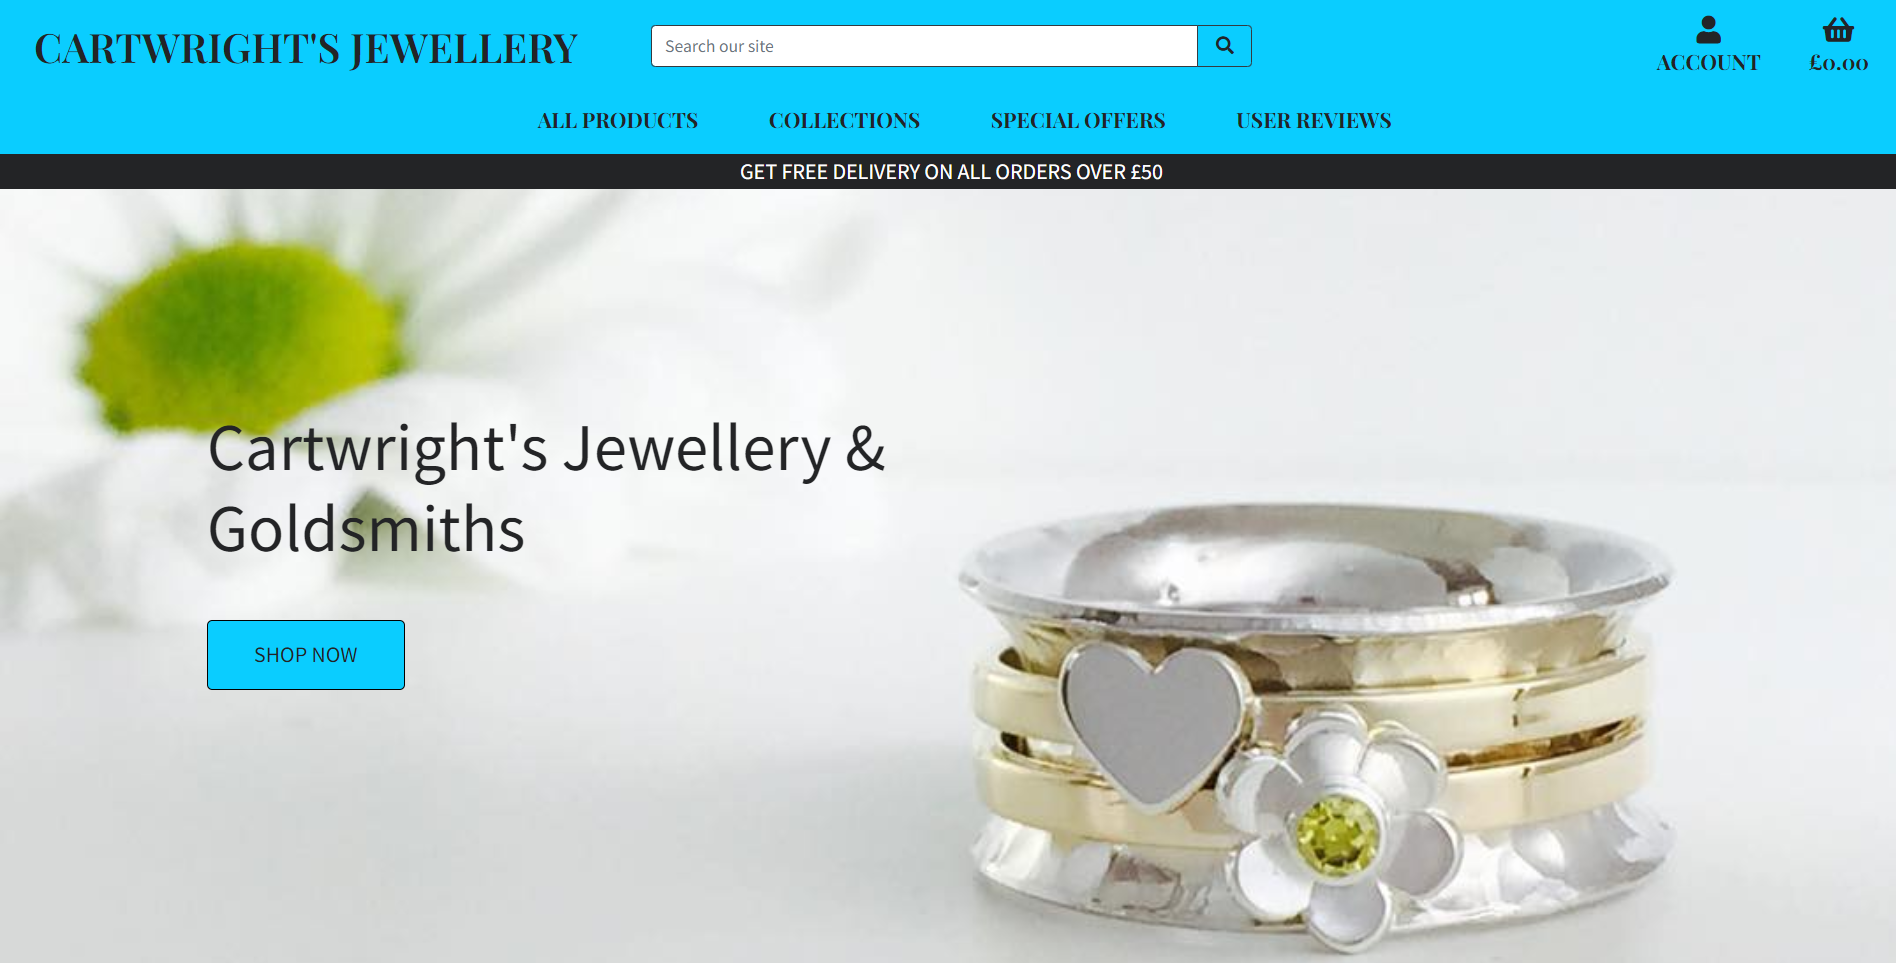 CARTWRIGHT'S JEWELLERY
Search our site
ACCOUNT
£0.00
ALL PRODUCTS
COLLECTIONS
SPECIAL OFFERS
USER REVIEWS
GET FREE DELIVERY ON ALL ORDERS OVER £50
Cartwright's Jewellery &
Goldsmiths
SHOP NOW